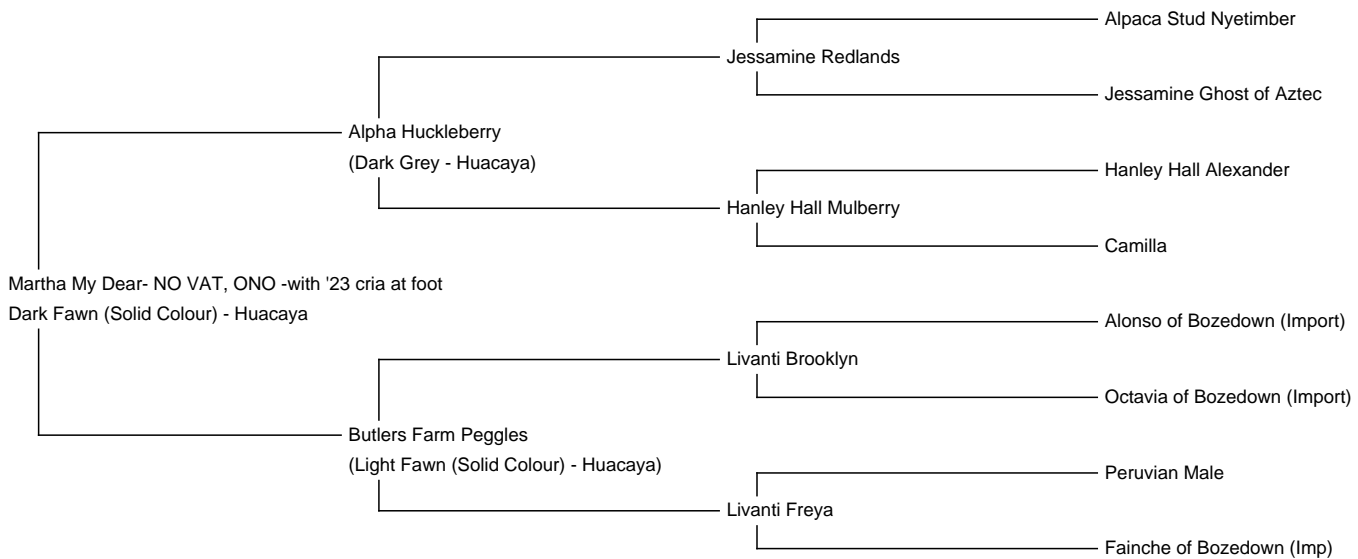 Alpaca Stud Nyetimber
Jessamine Redlands
Jessamine Ghost of Aztec
Alpha Huckleberry
(Dark Grey - Huacaya)
Hanley Hall Alexander
Hanley Hall Mulberry
Camilla
Martha My Dear- NO VAT, ONO -with '23 cria at foot
Dark Fawn (Solid Colour) - Huacaya
Alonso of Bozedown (Import)
Livanti Brooklyn
Octavia of Bozedown (Import)
Butlers Farm Peggles
(Light Fawn (Solid Colour) - Huacaya)
Peruvian Male
Livanti Freya
Fainche of Bozedown (Imp)